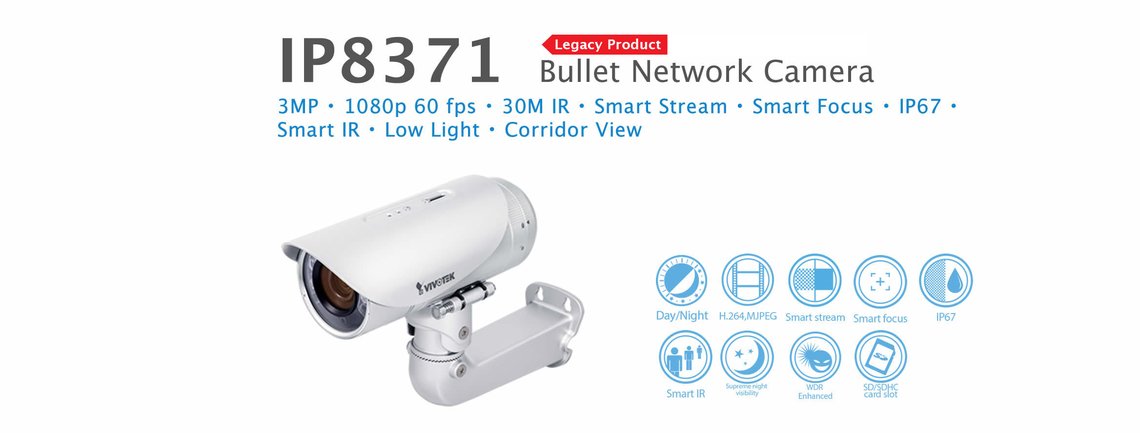 IP8371
Legacy Product
Bullet Network Camera
3MP • 1080p 60 fps • 30M IR • Smart Stream • Smart Focus • IP67 •
Smart IR • Low Light • Corridor View
VIVOTEK
Day/Night
H.264,MJPEG
Smart stream
Smart focus
IP67
Smart IR
Supreme night
visibility
WDR
Enhanced
SD
SD/SDHC
card slot